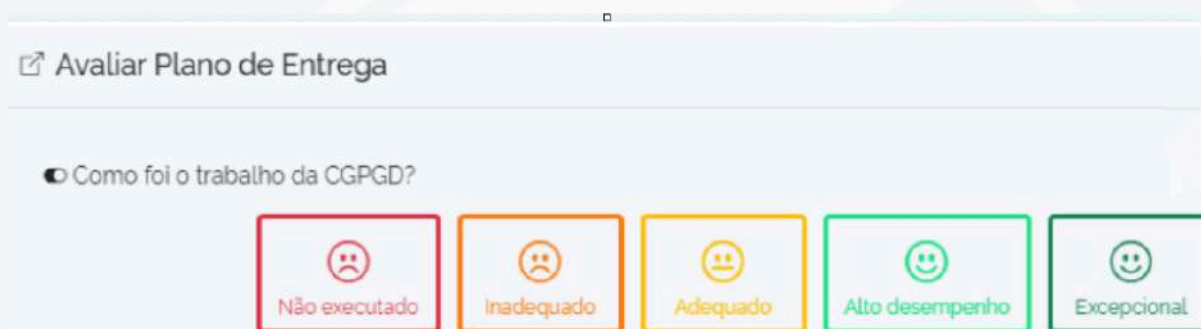 Avaliar Plano de Entrega
Como foi o trabalho da CGPGD?
Não executado Inadequado Adequado Alto desempenho Excepcional